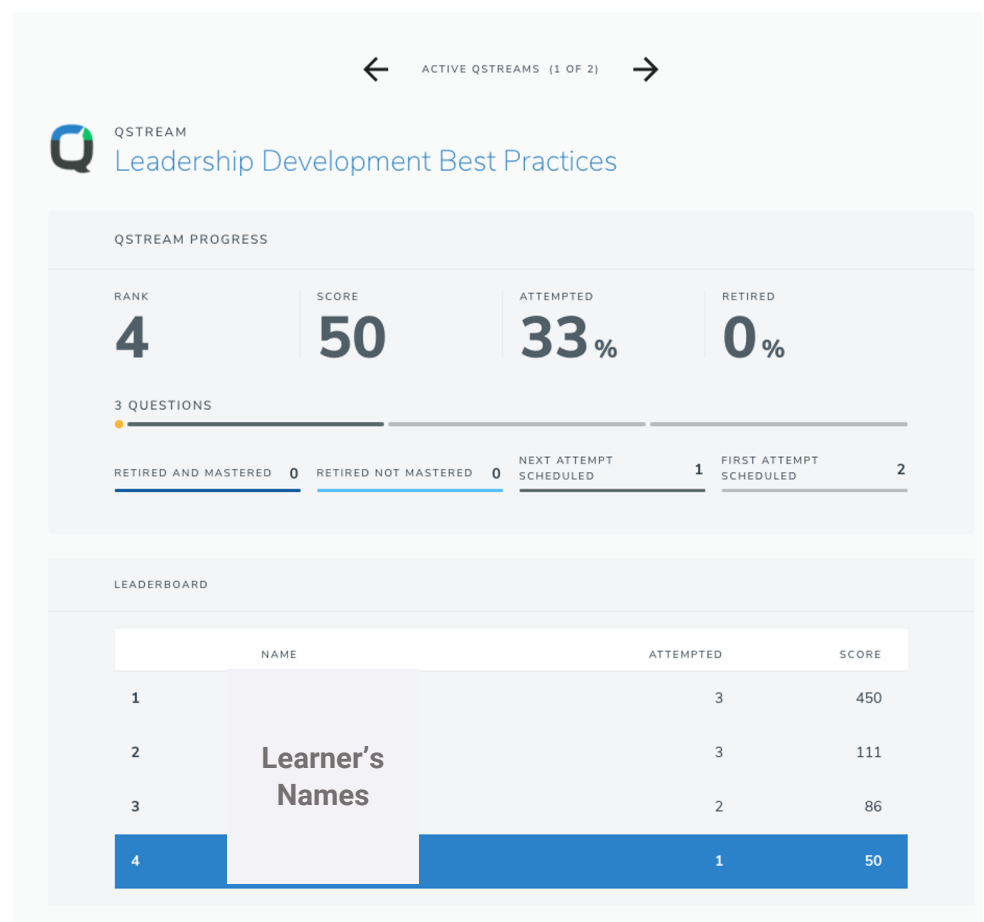 ACTIVE QSTREAMS (1 OF 2)
QSTREAM
Leadership Development Best Practices
QSTREAM PROGRESS
RANK SCORE ATTEMPTED RETIRED
4 50 33% 0%
3 QUESTIONS
RETIRED AND MASTERED 0 RETIRED NOT MASTERED 0 NEXT ATTEMPT SCHEDULED 1 FIRST ATTEMPT SCHEDULED 2
LEADERBOARD
NAME ATTEMPTED SCORE
1 3 450
2 3 111
Learner’s
Names
3 2 86
4 1 50